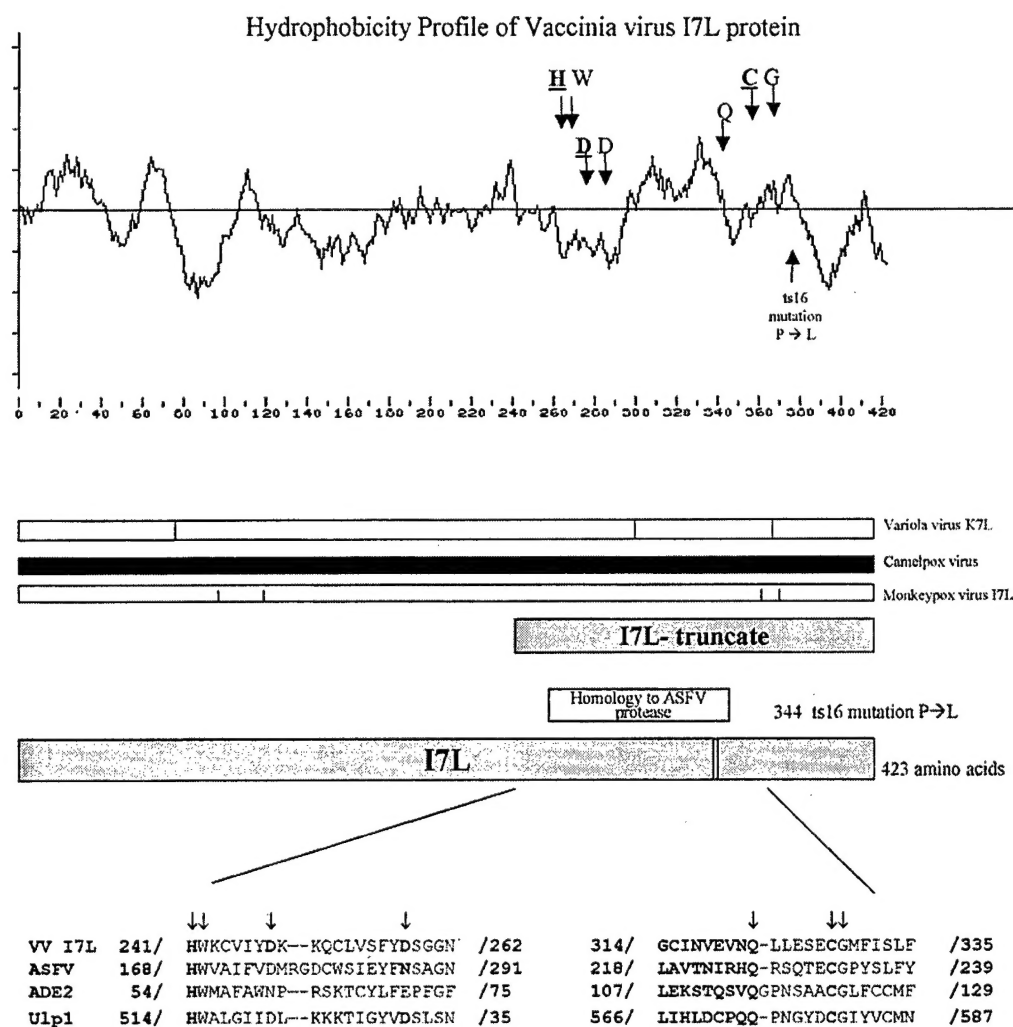 Hydrophobicity Profile of Vaccinia virus I7L protein
H W C G
Q
D D
ts16
mutation
P → L
0 20 40 60 80 100 120 140 160 180 200 220 240 260 280 300 320 340 360 380 400 420
Variola virus K7L
Camelpox virus
Monkeypox virus I7L
I7L- truncate
Homology to ASFV
protease
344 ts16 mutation P→L
I7L
423 amino acids
↓↓ ↓ ↓ ↓ ↓↓
VV I7L 241/ HWKCVIYDK--KQCLVSFYDSGGN /262 314/ GCINVEVNQ-LLESECGMFISLF /335
ASFV 168/ HWVAIFVDMRGDCWSIEYFNSAGN /291 218/ LAVTNIRHQ-RSQTECGPYSLFY /239
ADE2 54/ HWMAFAWNP--RSKTCYLFEPFGF /75 107/ LEKSTQSVQGPNSAACGLFCCMF /129
Ulp1 514/ HWALGIIDL--KKKTIGYVDSLSN /35 566/ LIHLDCPQQ-PNGYDCGIYVCMN /587